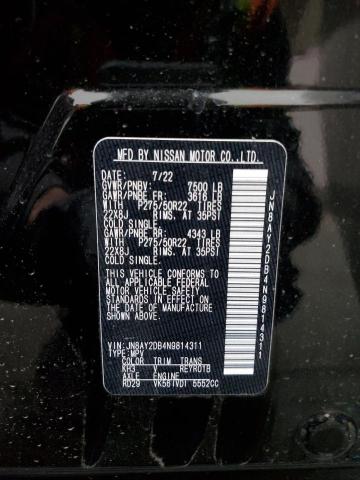 MFD BY NISSAN MOTOR CO.,LTD.
DATE: 7/22
GVWR/PNBV: 7500 LB
GAWR/PNBE FR: 3616 LB
WITH. P275/50R22 TIRES
22X8J RIMS. AT 35PSI
COLD SINGLE.
GAWR/PNBE RR: 4343 LB
WITH. P275/50R22 TIRES
22X8J RIMS. AT 35PSI
COLD SINGLE.
THIS VEHICLE CONFORMS TO
ALL APPLICABLE FEDERAL
MOTOR VEHICLE SAFETY
STANDARDS IN EFFECT ON
THE DATE OF MANUFACTURE
SHOWN ABOVE.
VIN:JN8AY2DB4N9814311
TYPE:MPV
COLOR TRIM TRANS
KH3 V REYR01B
AXLE ENGINE
RD29 VK56(VD) 5552CC
JN8AY2DB4N9814311